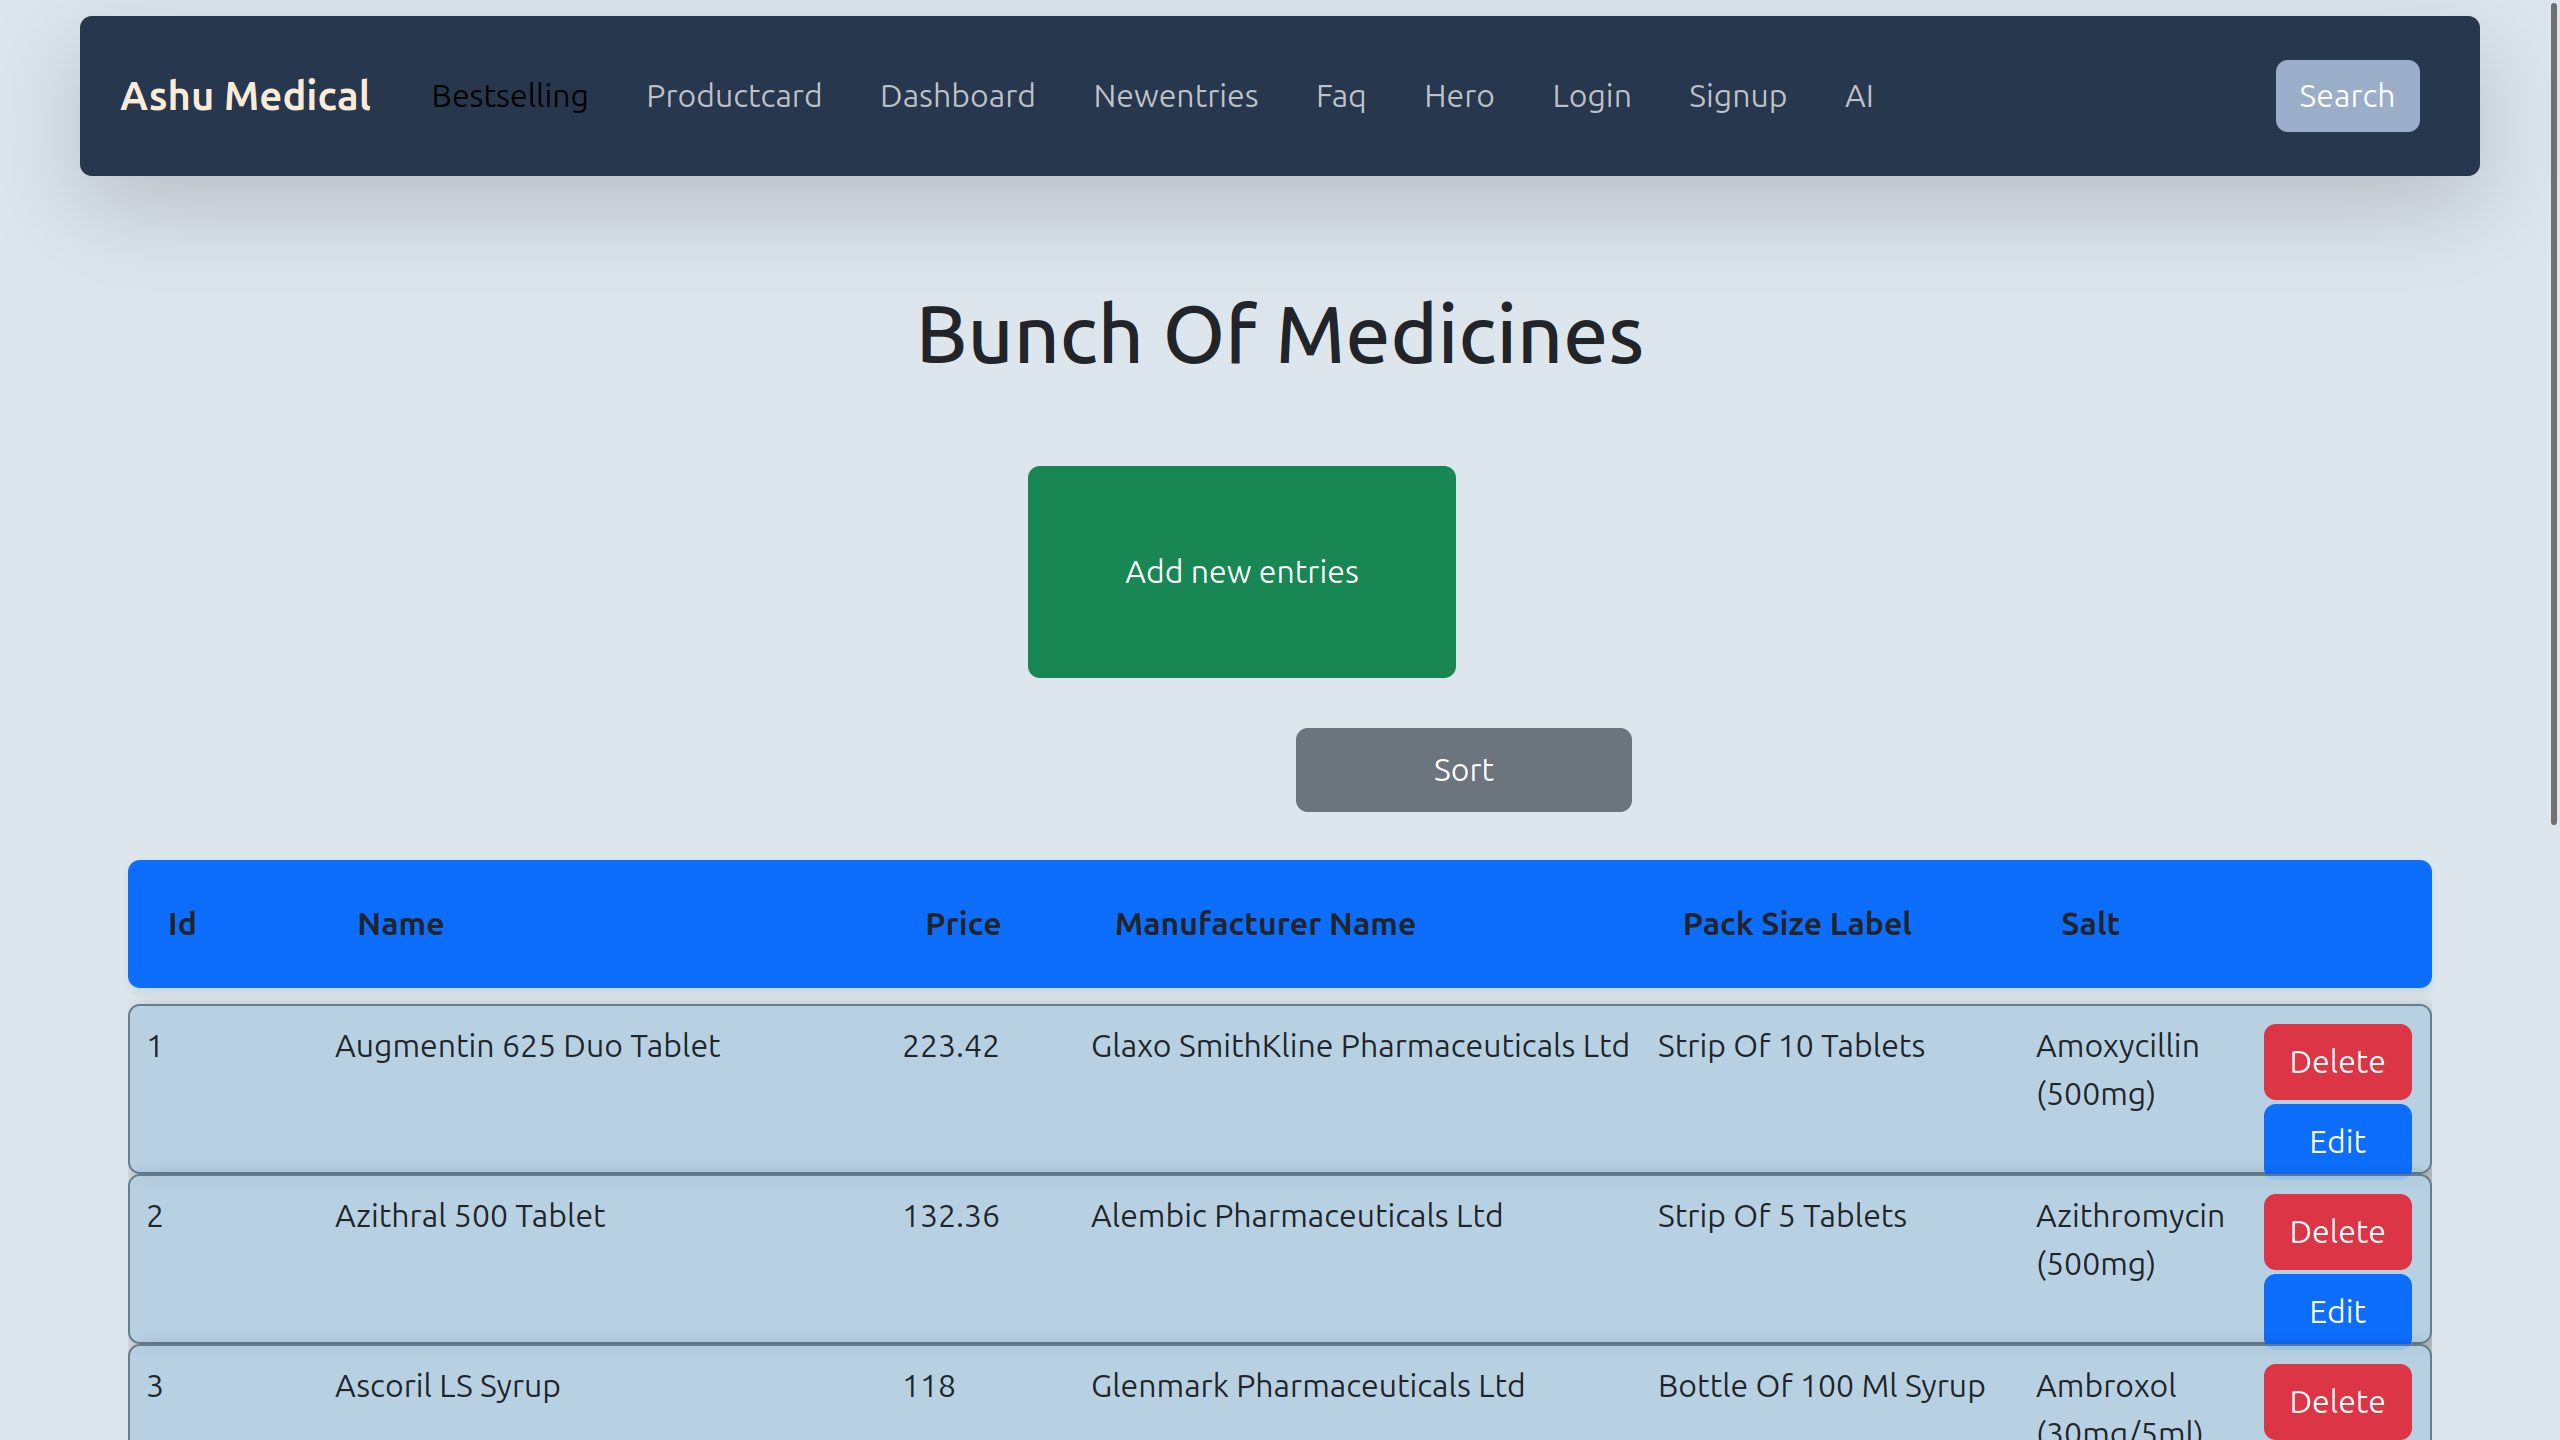 Ashu Medical Bestselling Productcard Dashboard Newentries Faq Hero Login Signup AI Search
Bunch Of Medicines
Add new entries
Sort
Id Name Price Manufacturer Name Pack Size Label Salt
1 Augmentin 625 Duo Tablet 223.42 Glaxo SmithKline Pharmaceuticals Ltd Strip Of 10 Tablets Amoxycillin Delete
(500mg)
Edit
2 Azithral 500 Tablet 132.36 Alembic Pharmaceuticals Ltd Strip Of 5 Tablets Azithromycin Delete
(500mg)
Edit
3 Ascoril LS Syrup 118 Glenmark Pharmaceuticals Ltd Bottle Of 100 Ml Syrup Ambroxol Delete
(30mg/5ml)